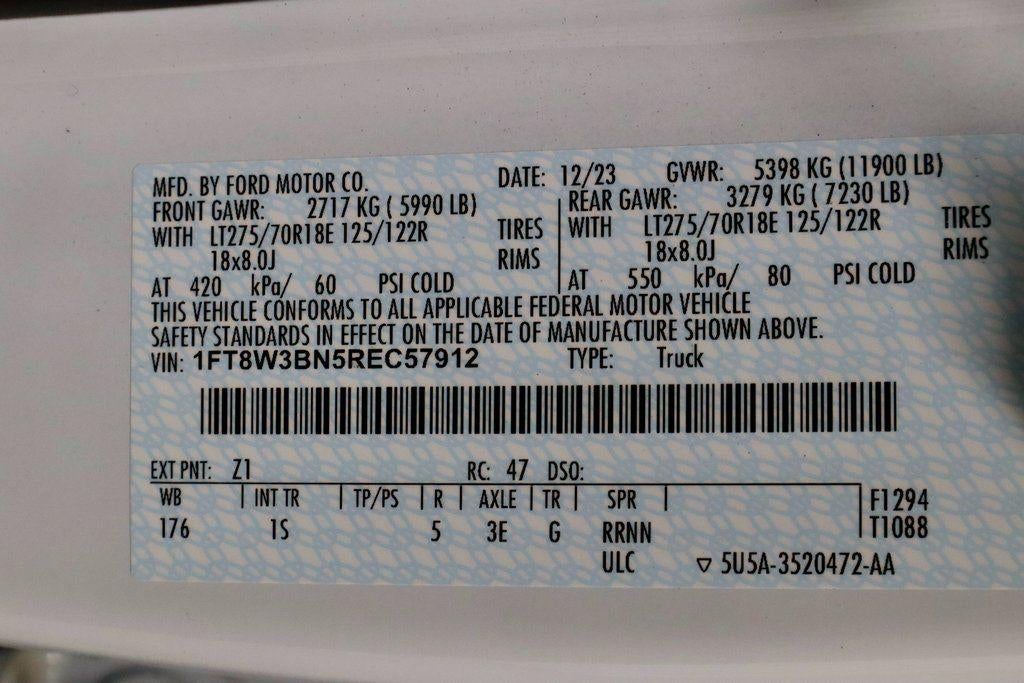 MFD. BY FORD MOTOR CO. DATE: 12/23 GVWR: 5398 KG (11900 LB)
FRONT GAWR: 2717 KG ( 5990 LB) REAR GAWR: 3279 KG ( 7230 LB)
WITH LT275/70R18E 125/122R TIRES WITH LT275/70R18E 125/122R TIRES
18x8.0J RIMS 18x8.0J RIMS
AT 420 kPa/ 60 PSI COLD AT 550 kPa/ 80 PSI COLD
THIS VEHICLE CONFORMS TO ALL APPLICABLE FEDERAL MOTOR VEHICLE
SAFETY STANDARDS IN EFFECT ON THE DATE OF MANUFACTURE SHOWN ABOVE.
VIN: 1FT8W3BN5REC57912 TYPE: Truck
EXT PNT: Z1 RC: 47 DSO:
WB INT TR TP/PS R AXLE TR SPR F1294
176 1S 5 3E G RRNN T1088
ULC ▽ 5U5A-3520472-AA